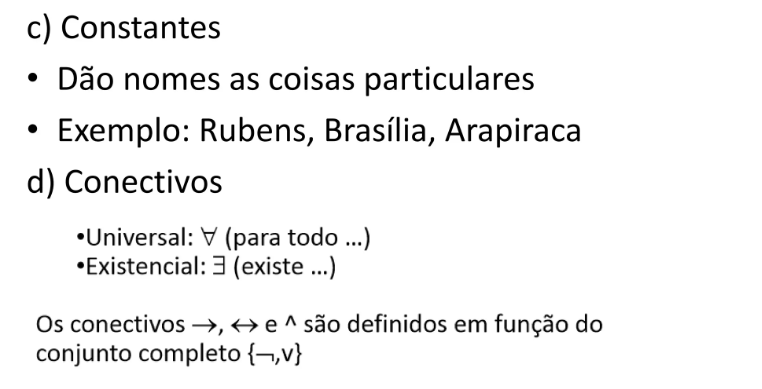 c) Constantes
• Dão nomes as coisas particulares
• Exemplo: Rubens, Brasília, Arapiraca
d) Conectivos
•Universal: ∀ (para todo ...)
•Existencial: ∃ (existe ...)
Os conectivos →, ↔ e ^ são definidos em função do
conjunto completo {¬,v}